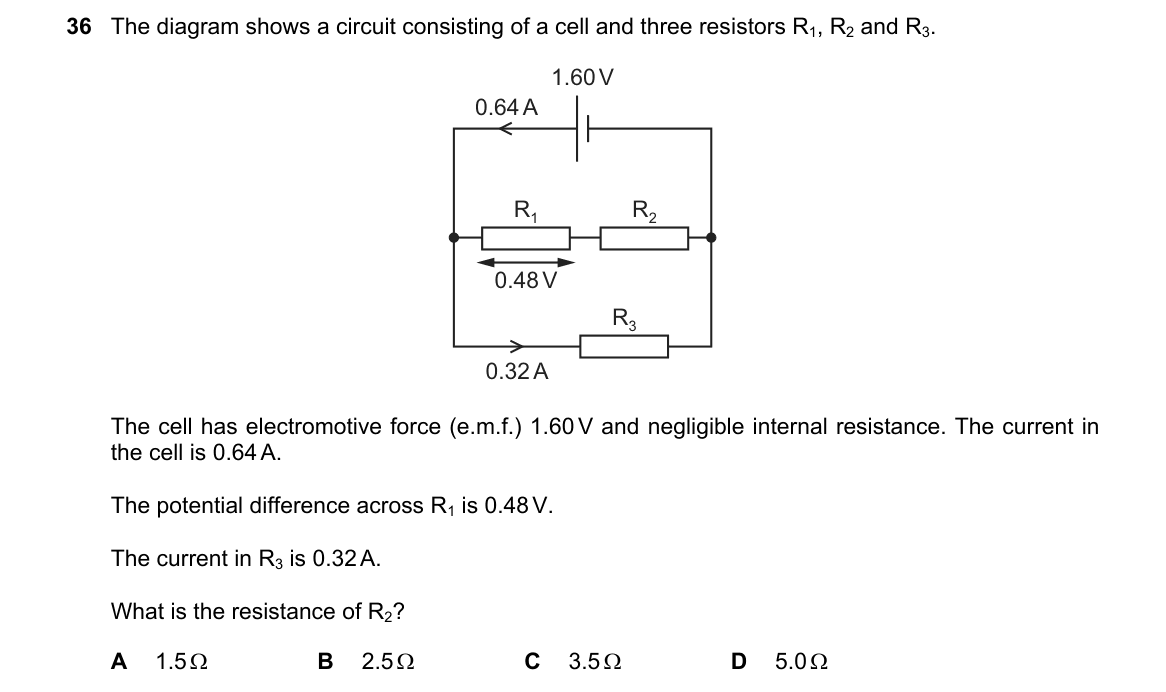 36 The diagram shows a circuit consisting of a cell and three resistors R₁, R₂ and R₃.
1.60 V
0.64 A
R₁ R₂
0.48 V
R₃
0.32 A
The cell has electromotive force (e.m.f.) 1.60 V and negligible internal resistance. The current in
the cell is 0.64 A.
The potential difference across R₁ is 0.48 V.
The current in R₃ is 0.32 A.
What is the resistance of R₂?
A 1.5 Ω B 2.5 Ω C 3.5 Ω D 5.0 Ω